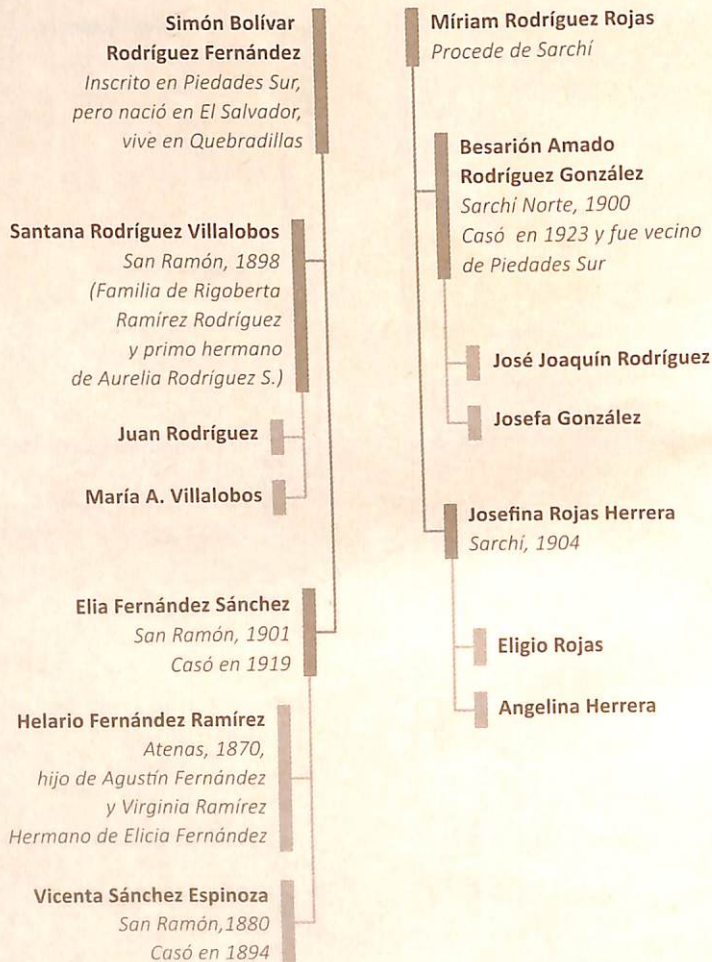 Simón Bolívar
Rodríguez Fernández
Inscrito en Piedades Sur,
pero nació en El Salvador,
vive en Quebradillas
Santana Rodríguez Villalobos
San Ramón, 1898
(Familia de Rigoberta
Ramírez Rodríguez
y primo hermano
de Aurelia Rodríguez S.)
Juan Rodríguez
María A. Villalobos
Elia Fernández Sánchez
San Ramón, 1901
Casó en 1919
Helario Fernández Ramírez
Atenas, 1870,
hijo de Agustín Fernández
y Virginia Ramírez
Hermano de Elicia Fernández
Vicenta Sánchez Espinoza
San Ramón,1880
Casó en 1894
Míriam Rodríguez Rojas
Procede de Sarchí
Besarión Amado
Rodríguez González
Sarchí Norte, 1900
Casó en 1923 y fue vecino
de Piedades Sur
José Joaquín Rodríguez
Josefa González
Josefina Rojas Herrera
Sarchí, 1904
Eligio Rojas
Angelina Herrera